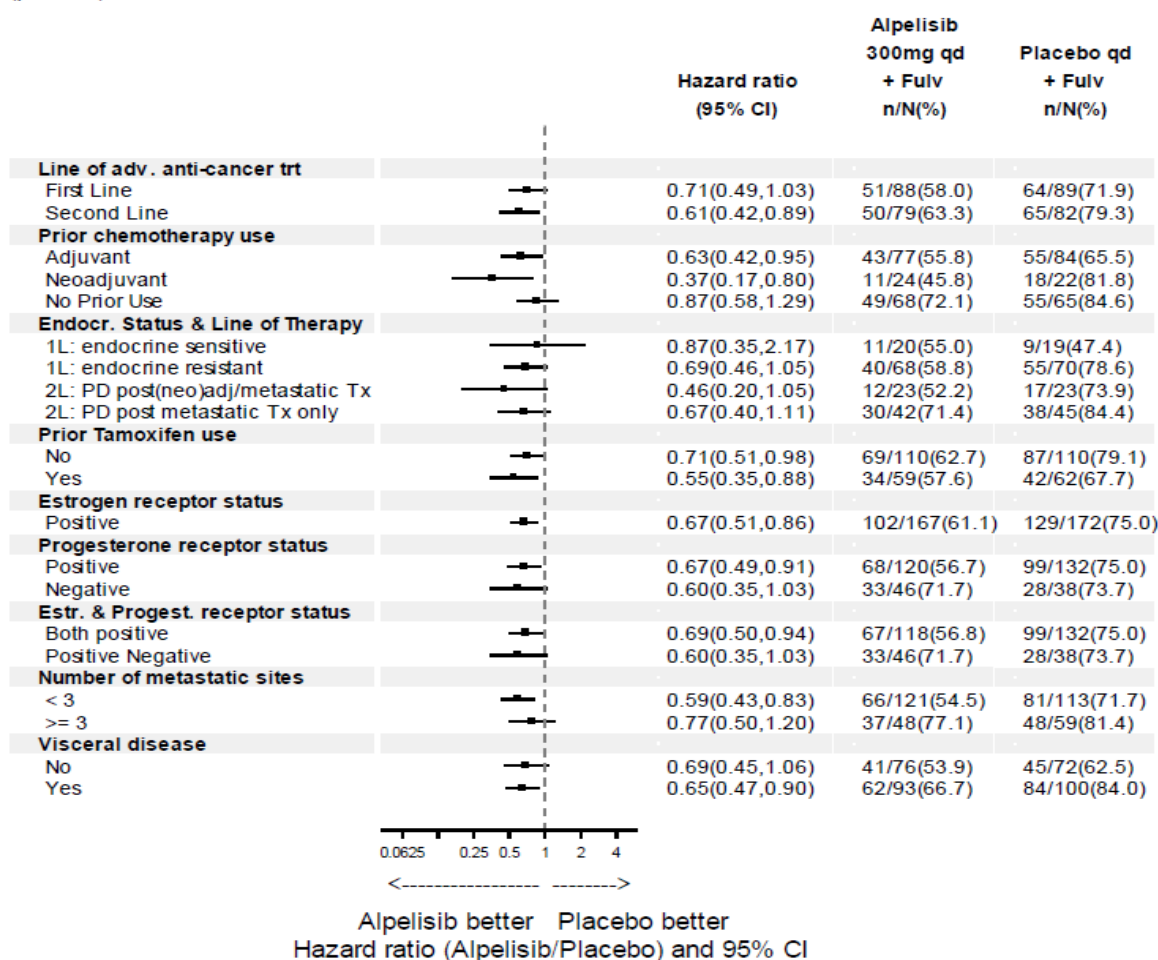 Alpelisib
300mg qd Placebo qd
Hazard ratio + Fulv + Fulv
(95% CI) n/N(%) n/N(%)
Line of adv. anti-cancer trt
First Line 0.71(0.49,1.03) 51/88(58.0) 64/89(71.9)
Second Line 0.61(0.42,0.89) 50/79(63.3) 65/82(79.3)
Prior chemotherapy use
Adjuvant 0.63(0.42,0.95) 43/77(55.8) 55/84(65.5)
Neoadjuvant 0.37(0.17,0.80) 11/24(45.8) 18/22(81.8)
No Prior Use 0.87(0.58,1.29) 49/68(72.1) 55/65(84.6)
Endocr. Status & Line of Therapy
1L: endocrine sensitive 0.87(0.35,2.17) 11/20(55.0) 9/19(47.4)
1L: endocrine resistant 0.69(0.46,1.05) 40/68(58.8) 55/70(78.6)
2L: PD post(neo)adj/metastatic Tx 0.46(0.20,1.05) 12/23(52.2) 17/23(73.9)
2L: PD post metastatic Tx only 0.67(0.40,1.11) 30/42(71.4) 38/45(84.4)
Prior Tamoxifen use
No 0.71(0.51,0.98) 69/110(62.7) 87/110(79.1)
Yes 0.55(0.35,0.88) 34/59(57.6) 42/62(67.7)
Estrogen receptor status
Positive 0.67(0.51,0.86) 102/167(61.1) 129/172(75.0)
Progesterone receptor status
Positive 0.67(0.49,0.91) 68/120(56.7) 99/132(75.0)
Negative 0.60(0.35,1.03) 33/46(71.7) 28/38(73.7)
Estr. & Progest. receptor status
Both positive 0.69(0.50,0.94) 67/118(56.8) 99/132(75.0)
Positive Negative 0.60(0.35,1.03) 33/46(71.7) 28/38(73.7)
Number of metastatic sites
< 3 0.59(0.43,0.83) 66/121(54.5) 81/113(71.7)
>= 3 0.77(0.50,1.20) 37/48(77.1) 48/59(81.4)
Visceral disease
No 0.69(0.45,1.06) 41/76(53.9) 45/72(62.5)
Yes 0.65(0.47,0.90) 62/93(66.7) 84/100(84.0)
0.0625 0.25 0.5 1 2 4
<------------------ -------->
Alpelisib better Placebo better
Hazard ratio (Alpelisib/Placebo) and 95% CI